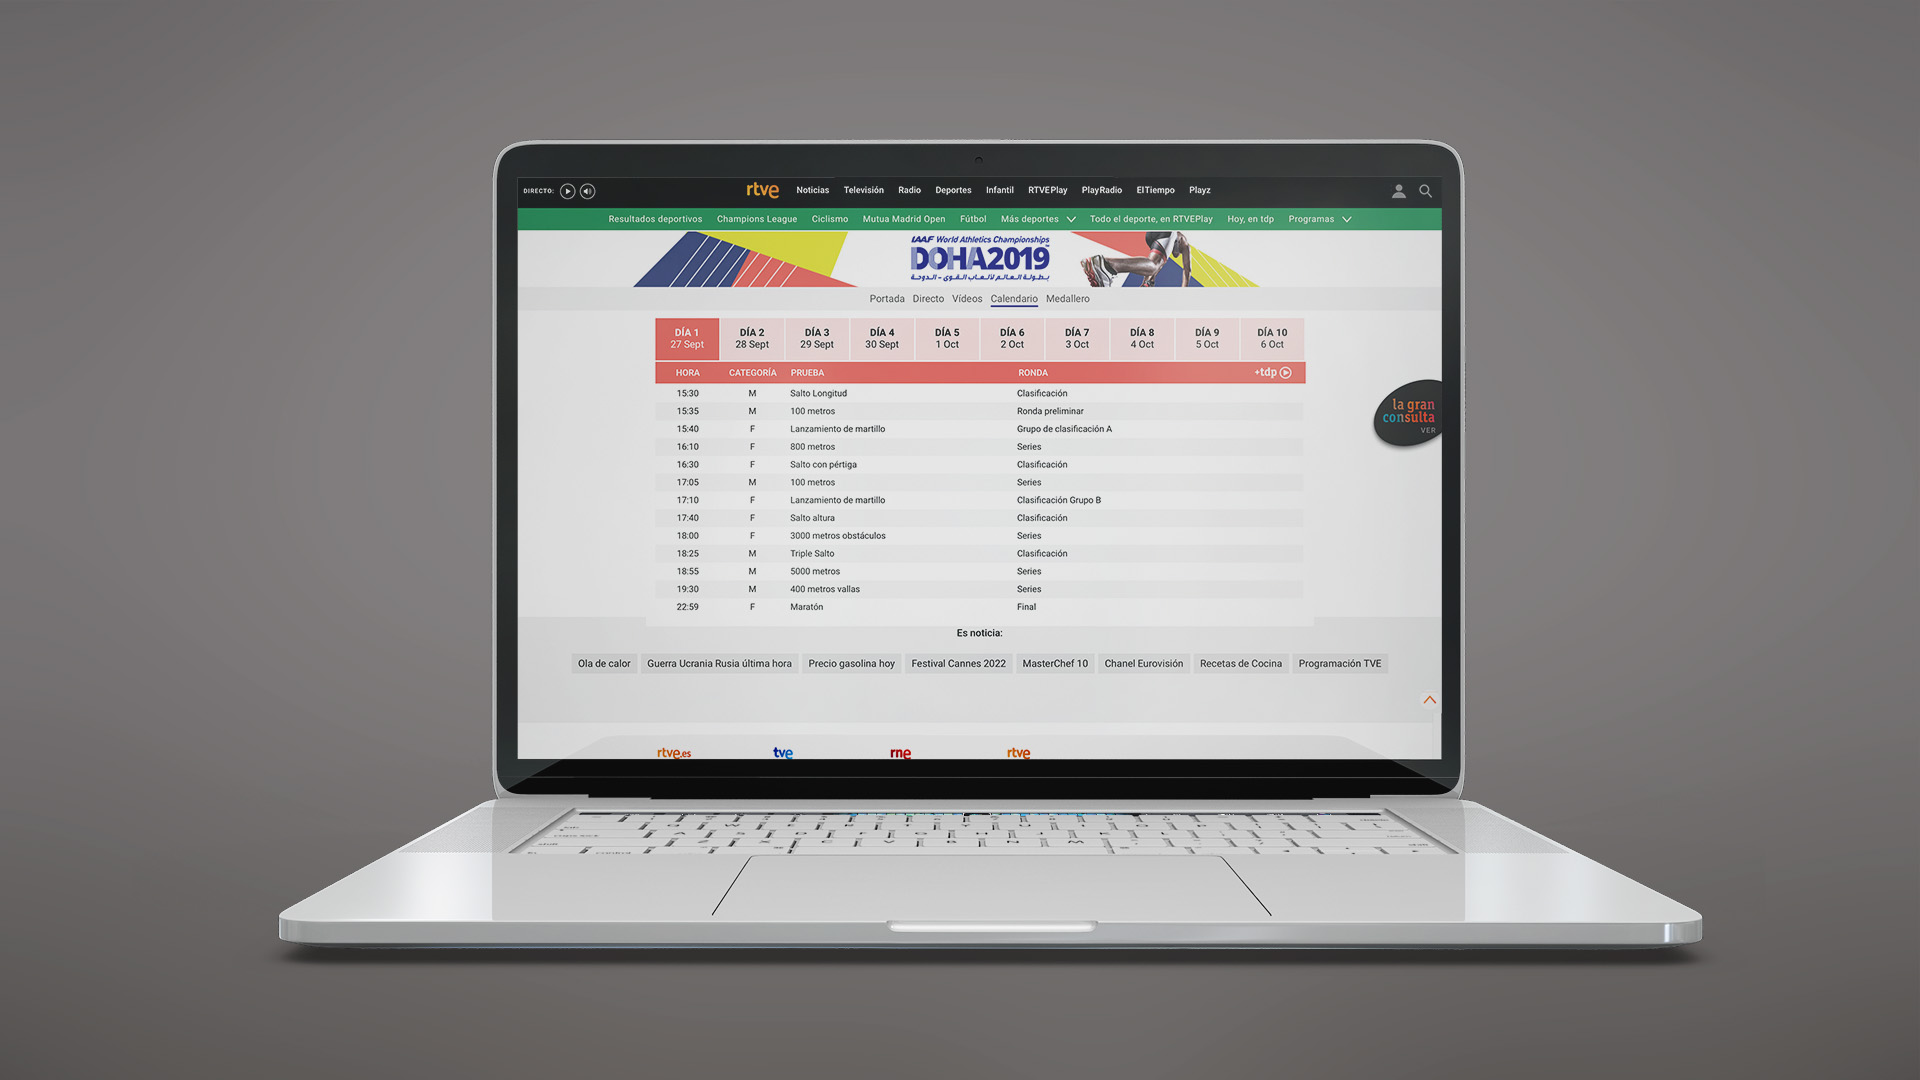 DIRECTO:
rtve Noticias Televisión Radio Deportes Infantil RTVEPlay PlayRadio ElTiempo Playz
Resultados deportivos Champions League Ciclismo Mutua Madrid Open Fútbol Más deportes Todo el deporte, en RTVEPlay Hoy, en tdp Programas
IAAF World Athletics Championships
DOHA2019
بطولة العالم لألعاب القوى - الدوحة
Portada Directo Vídeos Calendario Medallero
DÍA 1 DÍA 2 DÍA 3 DÍA 4 DÍA 5 DÍA 6 DÍA 7 DÍA 8 DÍA 9 DÍA 10
27 Sept 28 Sept 29 Sept 30 Sept 1 Oct 2 Oct 3 Oct 4 Oct 5 Oct 6 Oct
HORA CATEGORÍA PRUEBA RONDA +tdp
15:30 M Salto Longitud Clasificación
15:35 M 100 metros Ronda preliminar
15:40 F Lanzamiento de martillo Grupo de clasificación A
16:10 F 800 metros Series
16:30 F Salto con pértiga Clasificación
17:05 M 100 metros Series
17:10 F Lanzamiento de martillo Clasificación Grupo B
17:40 F Salto altura Clasificación
18:00 F 3000 metros obstáculos Series
18:25 M Triple Salto Clasificación
18:55 M 5000 metros Series
19:30 M 400 metros vallas Series
22:59 F Maratón Final
la gran
consulta
VER
Es noticia:
Ola de calor Guerra Ucrania Rusia última hora Precio gasolina hoy Festival Cannes 2022 MasterChef 10 Chanel Eurovisión Recetas de Cocina Programación TVE
rtve.es tve rne rtve